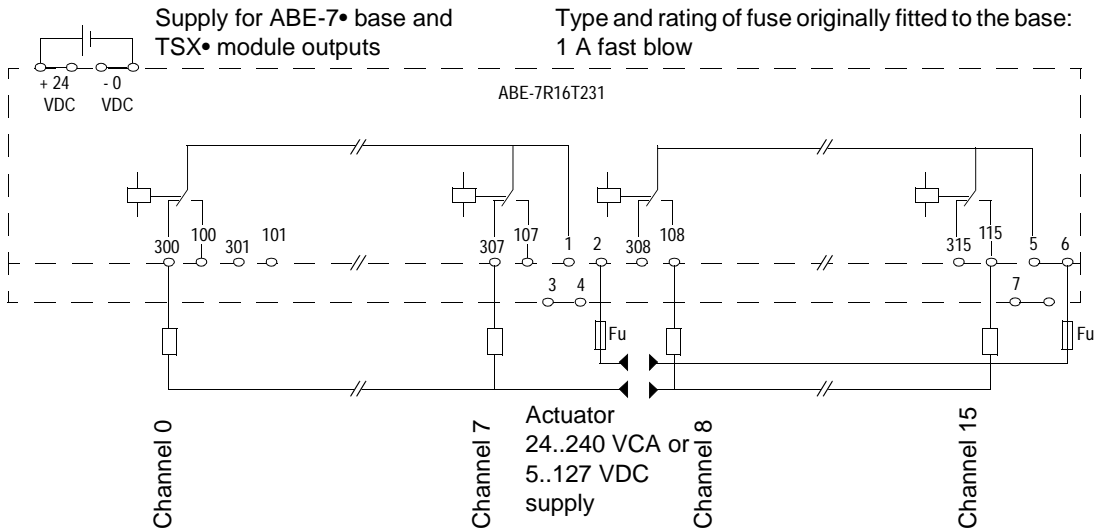 Supply for ABE-7• base and
TSX• module outputs
Type and rating of fuse originally fitted to the base:
1 A fast blow
+ 24
VDC
- 0
VDC
ABE-7R16T231
300
100
301
101
307
107
1
2
308
108
315
115
5
6
3
4
7
Fu
Fu
Channel 0
Channel 7
Actuator
24..240 VCA or
5..127 VDC
supply
Channel 8
Channel 15